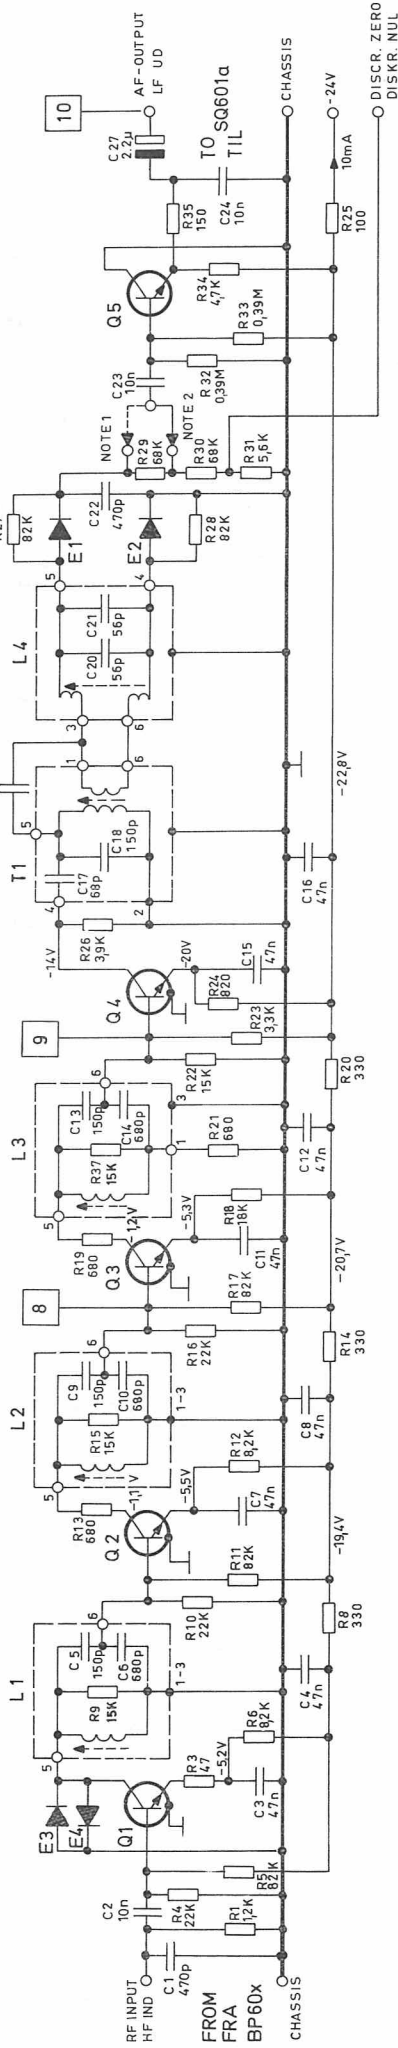 RF INPUT
HF IND
C1
470p
FROM
FRA
BP60x
CHASSIS
C2
10n
R1
1,2K
R4
22K
R5
82K
E3
E4
Q1
R3
47
-5,2V
C3
47n
R6
8,2K
L1
5
R9
15K
C5
150p
C6
680p
6
1-3
C4
47n
R8
330
R10
22K
R11
82K
-19,4V
R13
680
-1,1V
Q2
-5,5V
C7
47n
R12
8,2K
L2
5
R15
15K
C9
150p
C10
680p
6
1-3
C8
47n
R14
330
R16
22K
R17
82K
-20,7V
8
R19
680
-1,2V
Q3
-5,3V
C11
47n
R18
18K
L3
5
R37
15K
C13
150p
C14
680p
6
1
3
R21
680
C12
47n
R20
330
R22
15K
R23
3,3K
9
Q4
-14V
-20V
R24
820
C15
47n
R26
3,9K
T1
4
5
2
C17
68p
C18
150p
1
6
C16
47n
-22,8V
L4
3
6
C20
56p
C21
56p
5
4
82K
E1
E2
C22
470p
R28
82K
NOTE 1
NOTE 2
R29
68K
R30
68K
R31
5,6K
C23
10n
R32
0,39M
R33
0,39M
Q5
R34
4,7K
R35
150
C24
10n
C27
2.2µ
TO
TIL
SQ601a
10
AF-OUTPUT
LF UD
CHASSIS
R25
100
10mA
-24V
DISCR. ZERO
DISKR. NUL